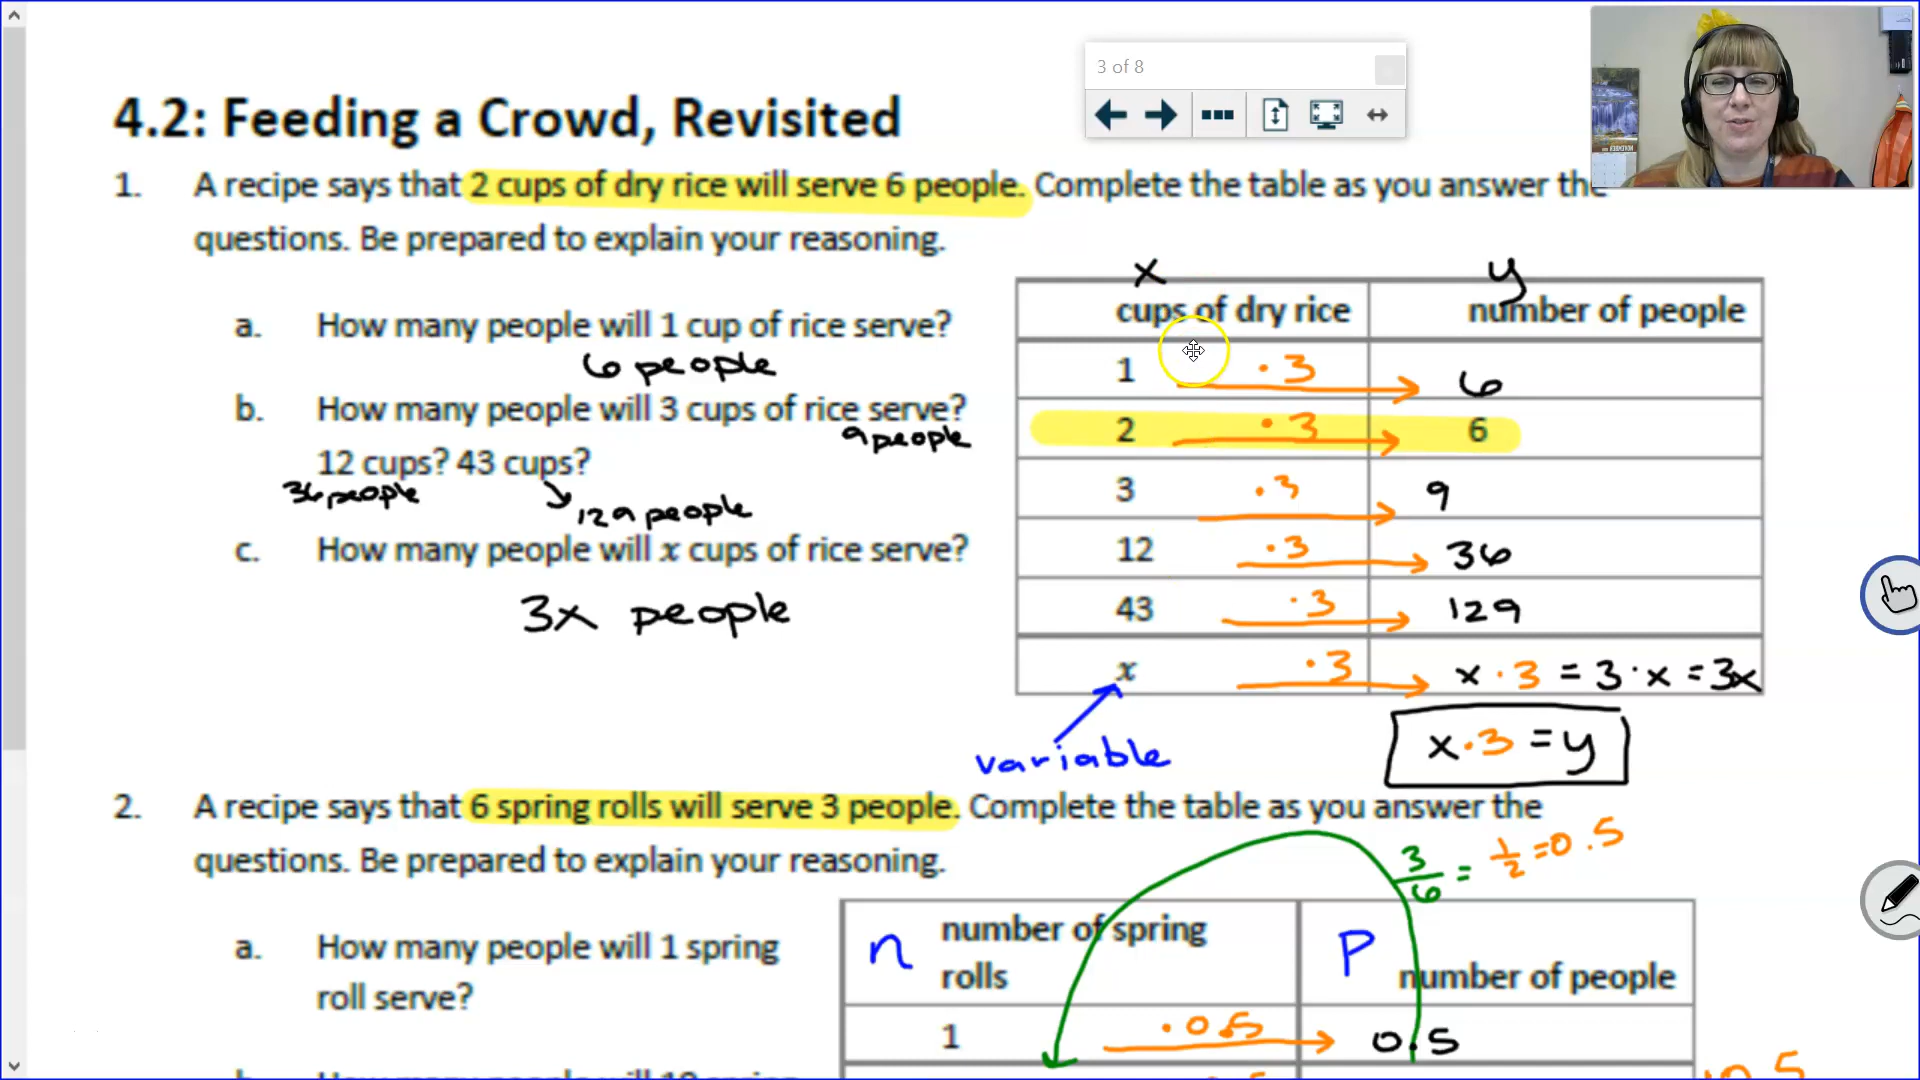 3 of 8
4.2: Feeding a Crowd, Revisited
1. A recipe says that 2 cups of dry rice will serve 6 people. Complete the table as you answer the
questions. Be prepared to explain your reasoning.
a. How many people will 1 cup of rice serve?
6 people
b. How many people will 3 cups of rice serve?
9 people
12 cups? 43 cups?
36 people
129 people
c. How many people will x cups of rice serve?
3x people
x y
cups of dry rice number of people
1 ·3 6
2 ·3 6
3 ·3 9
12 ·3 36
43 ·3 129
x ·3 x·3 = 3·x = 3x
variable
x·3 = y
2. A recipe says that 6 spring rolls will serve 3 people. Complete the table as you answer the
questions. Be prepared to explain your reasoning.
3/6 = 1/2 = 0.5
a. How many people will 1 spring
roll serve?
n number of spring
rolls
P number of people
1 ·0.5 0.5
NOVEMBER